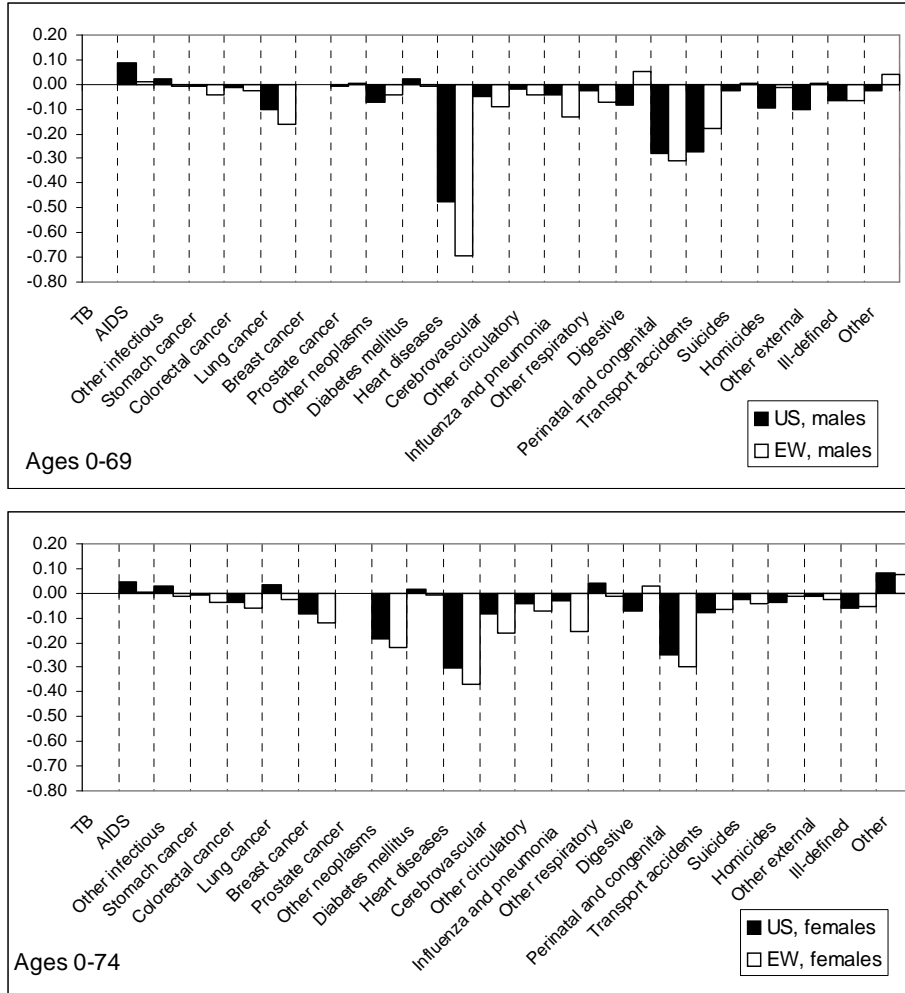 0.20
0.10
0.00
-0.10
-0.20
-0.30
-0.40
-0.50
-0.60
-0.70
-0.80
TB
AIDS
Other infectious
Stomach cancer
Colorectal cancer
Lung cancer
Breast cancer
Prostate cancer
Other neoplasms
Diabetes mellitus
Heart diseases
Cerebrovascular
Other circulatory
Influenza and pneumonia
Other respiratory
Digestive
Perinatal and congenital
Transport accidents
Suicides
Homicides
Other external
Ill-defined
Other
US, males
EW, males
Ages 0-69
0.20
0.10
0.00
-0.10
-0.20
-0.30
-0.40
-0.50
-0.60
-0.70
-0.80
TB
AIDS
Other infectious
Stomach cancer
Colorectal cancer
Lung cancer
Breast cancer
Prostate cancer
Other neoplasms
Diabetes mellitus
Heart diseases
Cerebrovascular
Other circulatory
Influenza and pneumonia
Other respiratory
Digestive
Perinatal and congenital
Transport accidents
Suicides
Homicides
Other external
Ill-defined
Other
US, females
EW, females
Ages 0-74